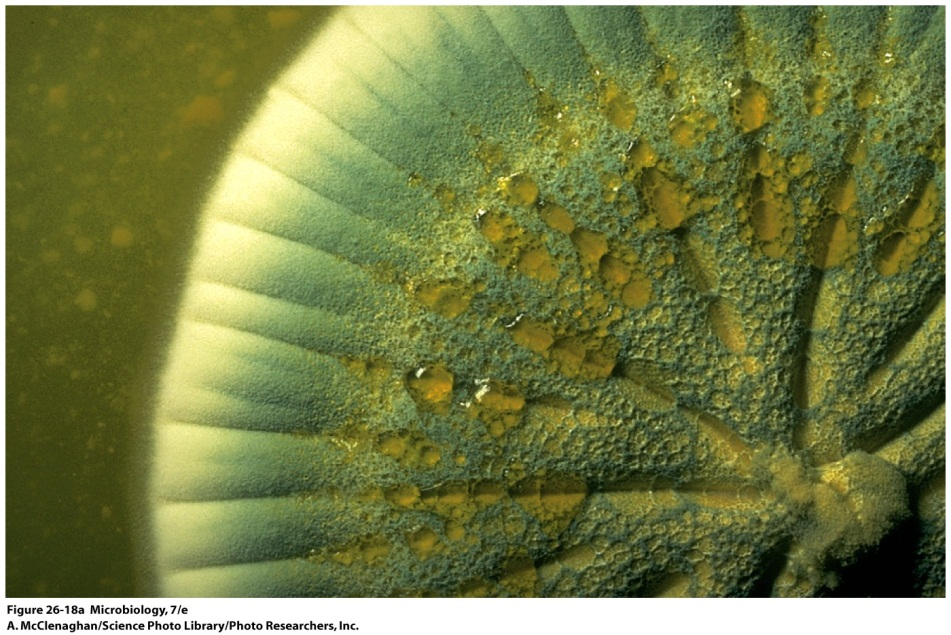 Figure 26-18a Microbiology, 7/e
A. McClenaghan/Science Photo Library/Photo Researchers, Inc.